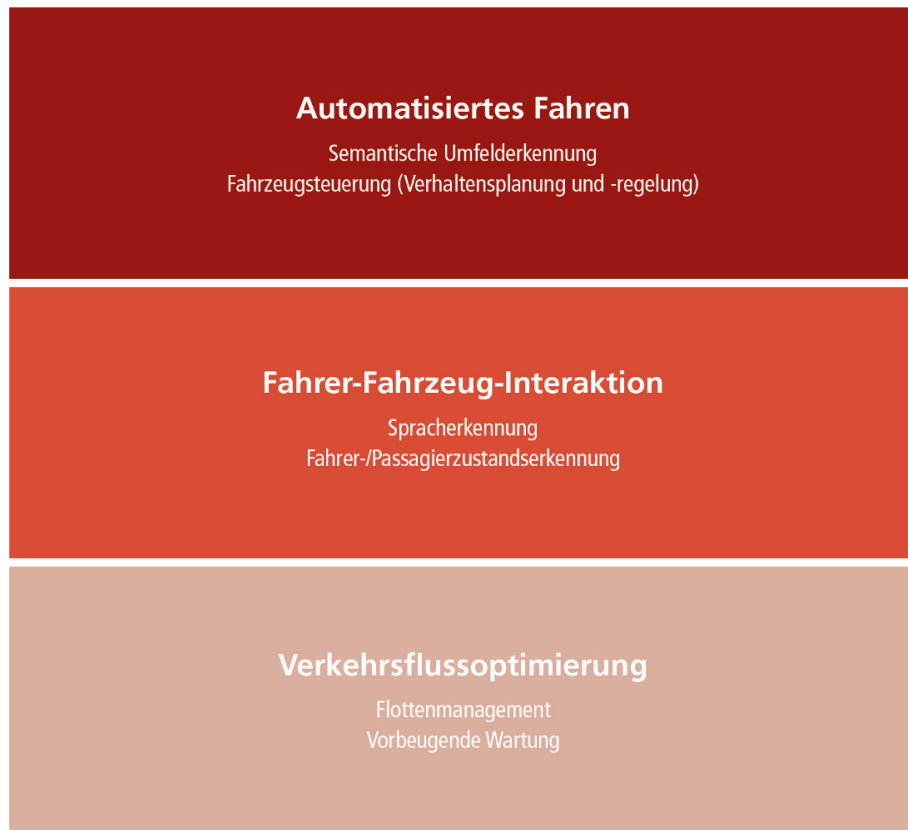 Automatisiertes Fahren
Semantische Umfelderkennung
Fahrzeugsteuerung (Verhaltensplanung und -regelung)
Fahrer-Fahrzeug-Interaktion
Spracherkennung
Fahrer-/Passagierzustandserkennung
Verkehrsflussoptimierung
Flottenmanagement
Vorbeugende Wartung